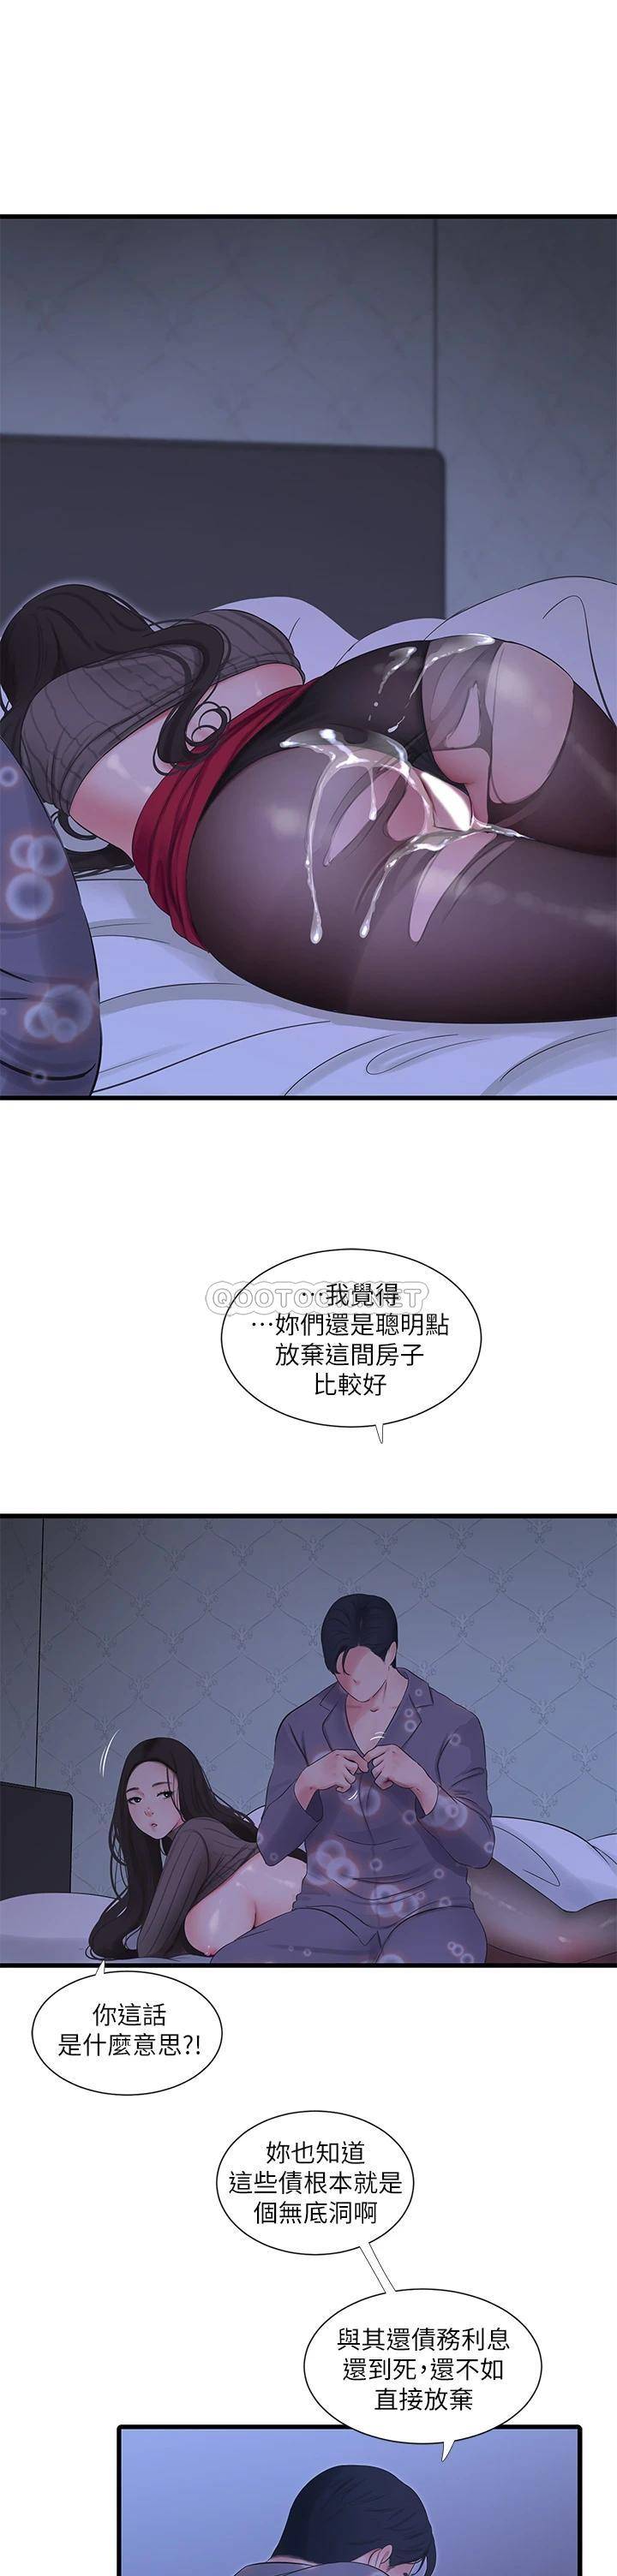 QOOTOON.NET
…我覺得
…妳們還是聰明點
放棄這間房子
比較好
你這話
是什麼意思?!
妳也知道
這些債根本就是
個無底洞啊
與其還債務利息
還到死,還不如
直接放棄